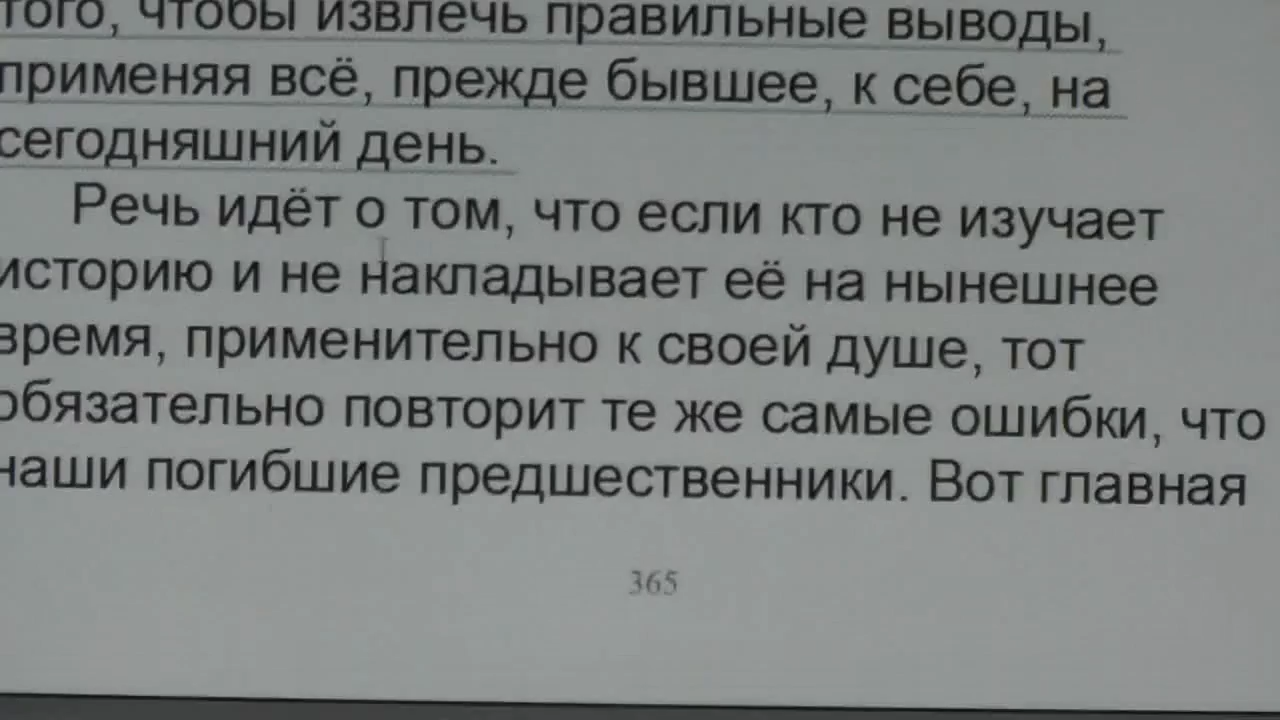 того, чтобы извлечь правильные выводы,
применяя всё, прежде бывшее, к себе, на
сегодняшний день.
Речь идёт о том, что если кто не изучает
историю и не накладывает её на нынешнее
время, применительно к своей душе, тот
обязательно повторит те же самые ошибки, что
наши погибшие предшественники. Вот главная
365